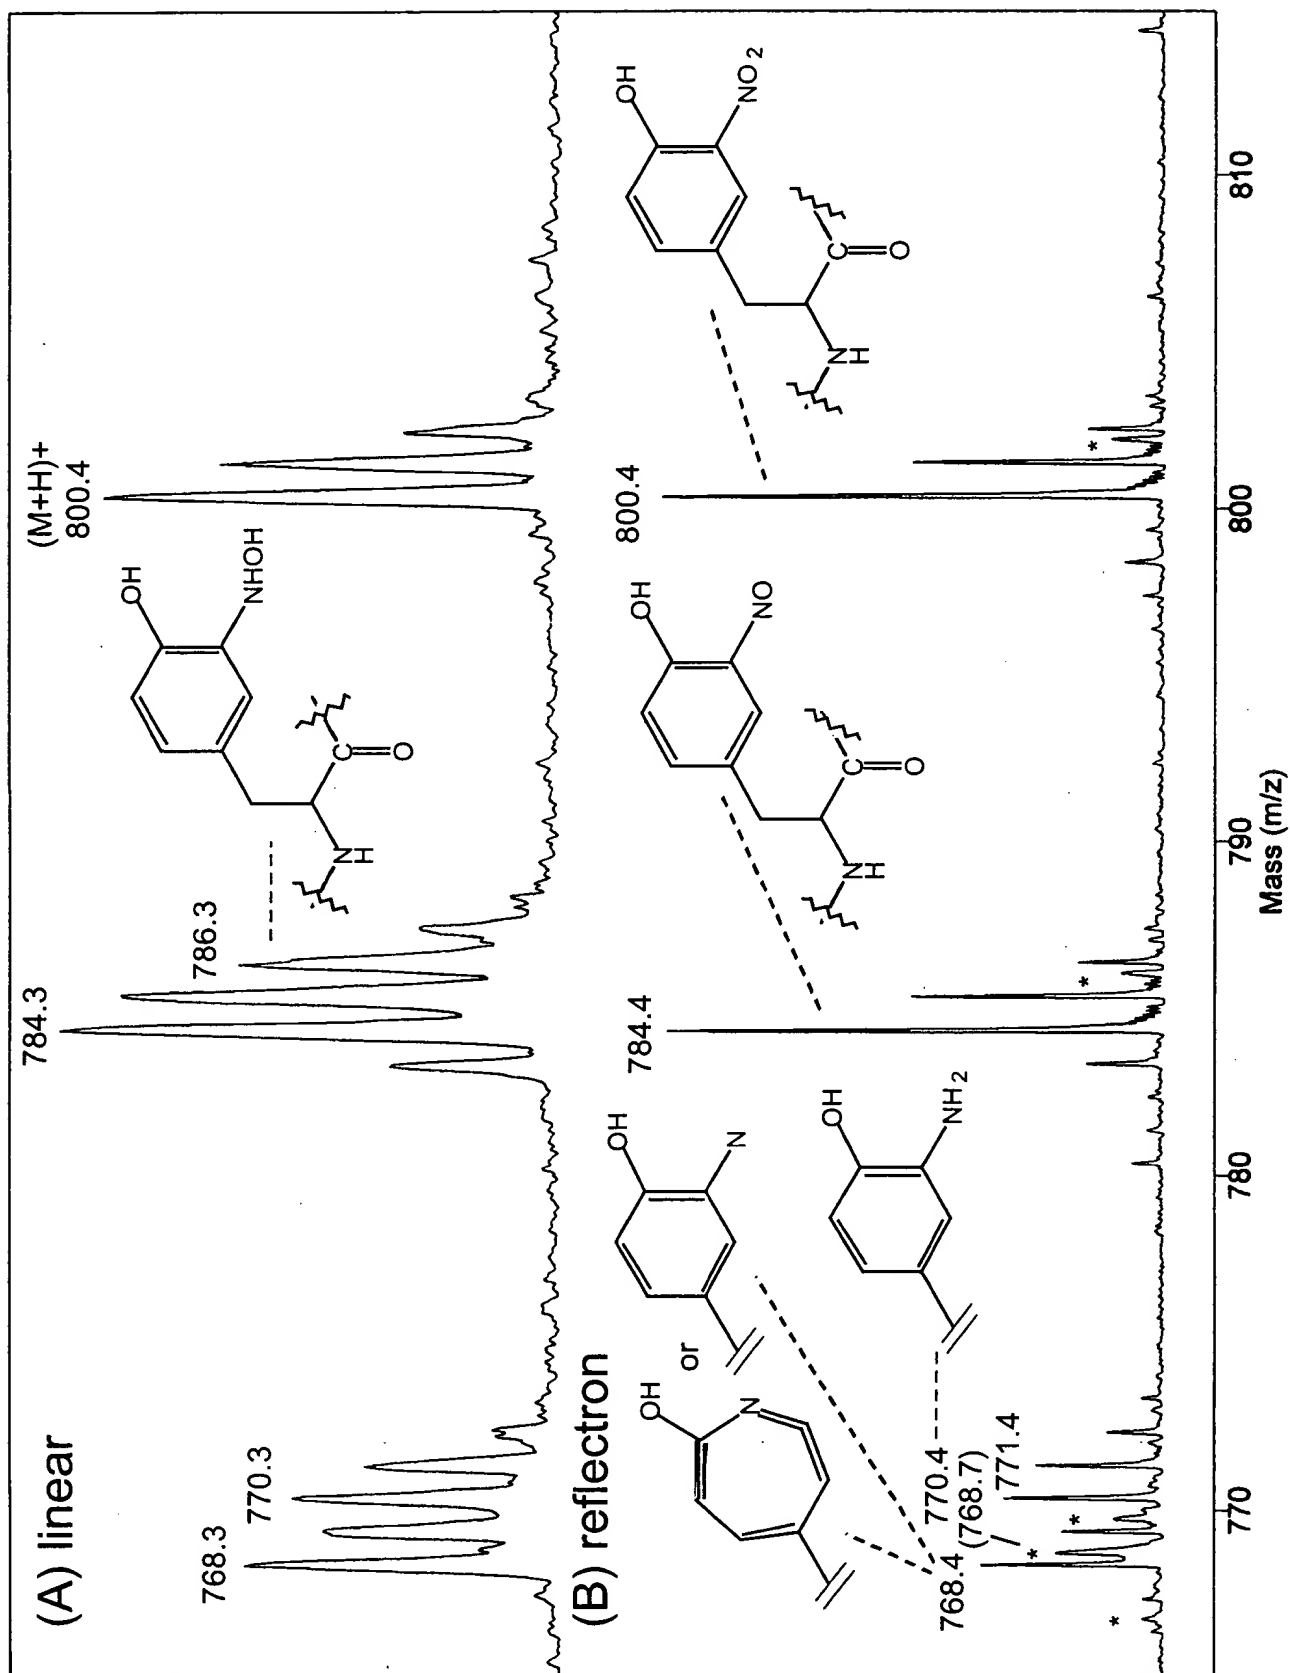 (A) linear
768.3
770.3
784.3
786.3
OH
NHOH
N
H
C
O
(M+H)+
800.4
(B) reflectron
OH
N
or
OH
N
768.4
770.4
(768.7)
771.4
*
*
*
OH
NH2
784.4
*
OH
NO
N
H
C
O
800.4
*
OH
NO2
N
H
C
O
770
780
790
800
810
Mass (m/z)